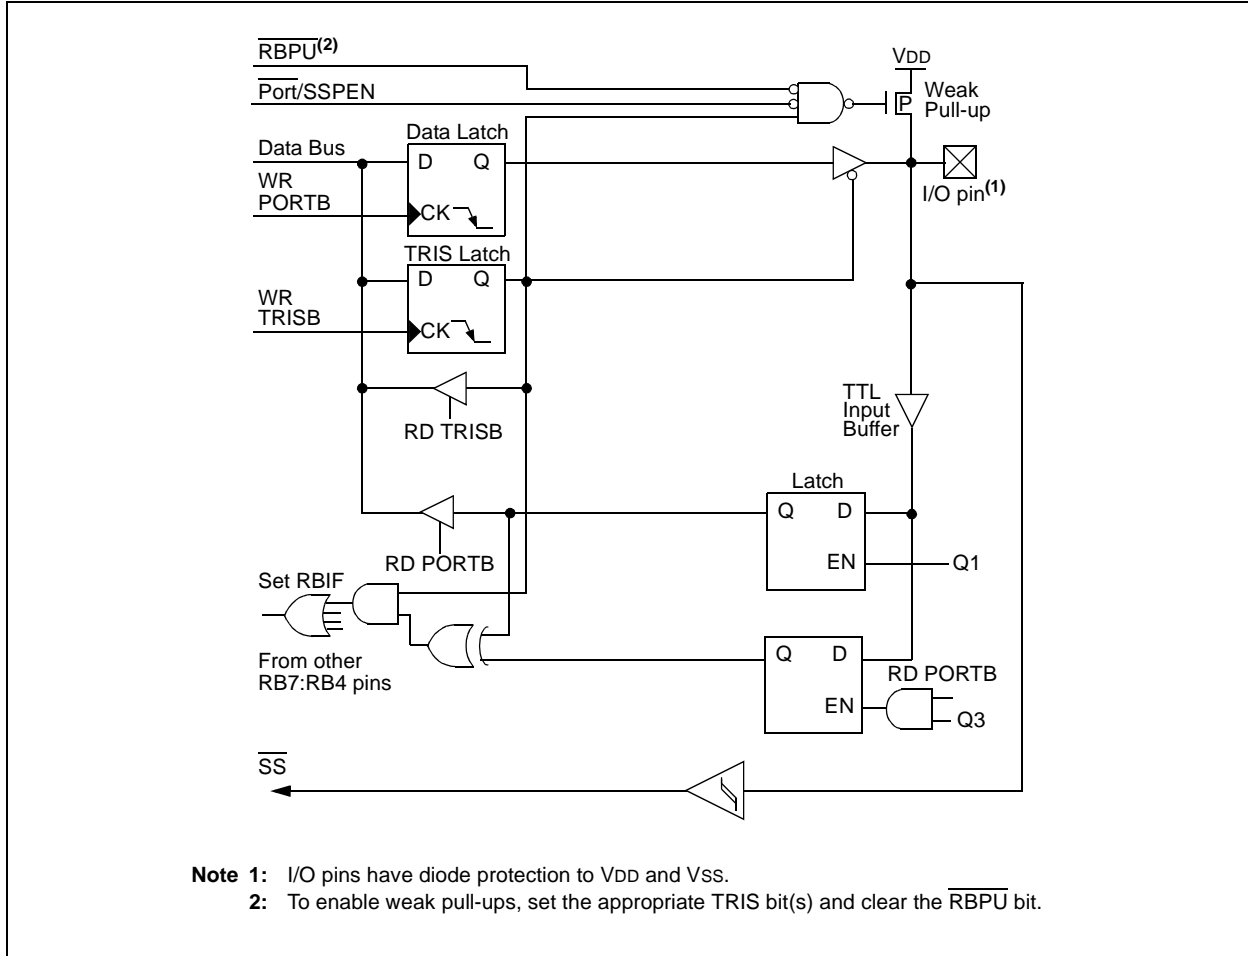 RBPU(2)
VDD
Port/SSPEN
Weak
Pull-up
P
Data Latch
Data Bus
D Q
WR
PORTB
CK
I/O pin(1)
TRIS Latch
D Q
WR
TRISB
CK
TTL
Input
Buffer
RD TRISB
Latch
Q D
EN
Q1
RD PORTB
Set RBIF
Q D
From other
RB7:RB4 pins
RD PORTB
EN
Q3
SS
Note 1: I/O pins have diode protection to VDD and VSS.
2: To enable weak pull-ups, set the appropriate TRIS bit(s) and clear the RBPU bit.